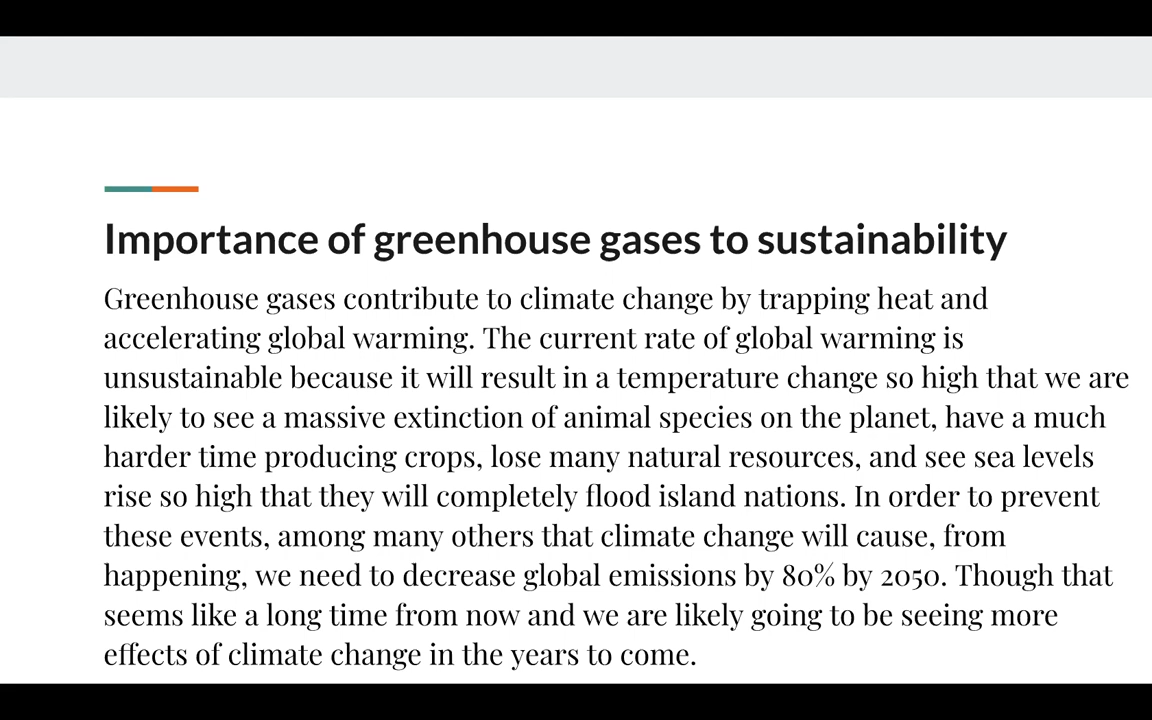 Importance of greenhouse gases to sustainability
Greenhouse gases contribute to climate change by trapping heat and
accelerating global warming. The current rate of global warming is
unsustainable because it will result in a temperature change so high that we are
likely to see a massive extinction of animal species on the planet, have a much
harder time producing crops, lose many natural resources, and see sea levels
rise so high that they will completely flood island nations. In order to prevent
these events, among many others that climate change will cause, from
happening, we need to decrease global emissions by 80% by 2050. Though that
seems like a long time from now and we are likely going to be seeing more
effects of climate change in the years to come.